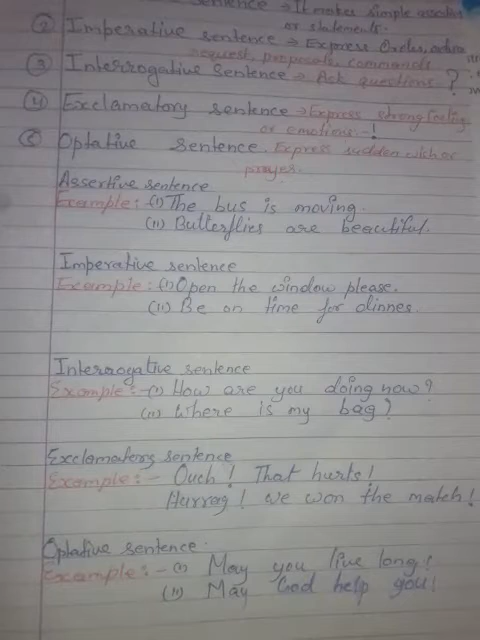 sentence → It makes simple
or statements.
② Imperative sentence → Express
request, proposals, commands
③ Interrogative sentence → Ask questions ?
④ Exclamatory sentence → Express strong feeling
or emotions - !
⑤ Optative sentence Express sudden wish or
prayer.
Assertive sentence
Example: (i) The bus is moving.
(ii) Butterflies are beautiful.
Imperative sentence
Example: (i) Open the window please.
(ii) Be on time for dinner.
Interrogative sentence
Example:- (i) How are you doing now?
(ii) Where is my bag?
Exclamatory sentence
Example:- Ouch! That hurts!
Hurray! We won the match!
Optative sentence.
Example:- (i) May you live long!
(ii) May God help you!